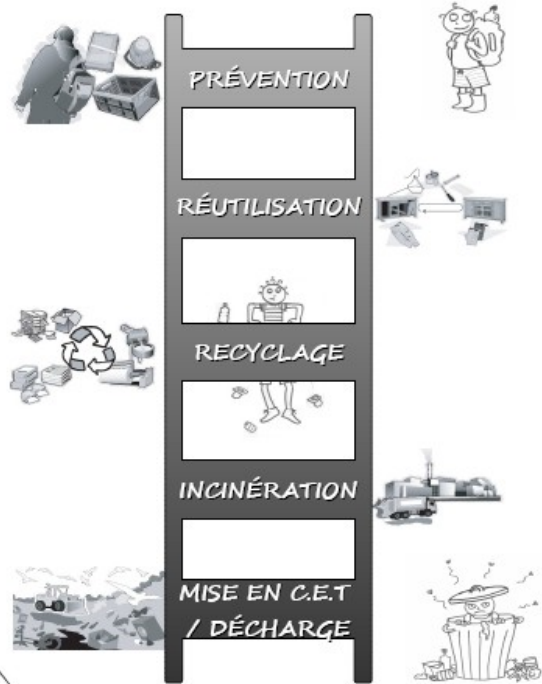 PRÉVENTION
RÉUTILISATION
RECYCLAGE
INCINÉRATION
MISE EN C.E.T
/ DÉCHARGE